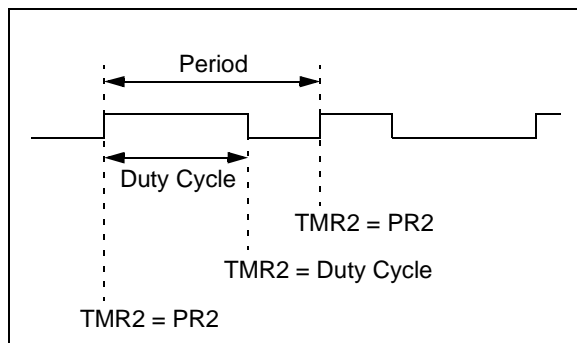 Period
Duty Cycle
TMR2 = PR2
TMR2 = Duty Cycle
TMR2 = PR2